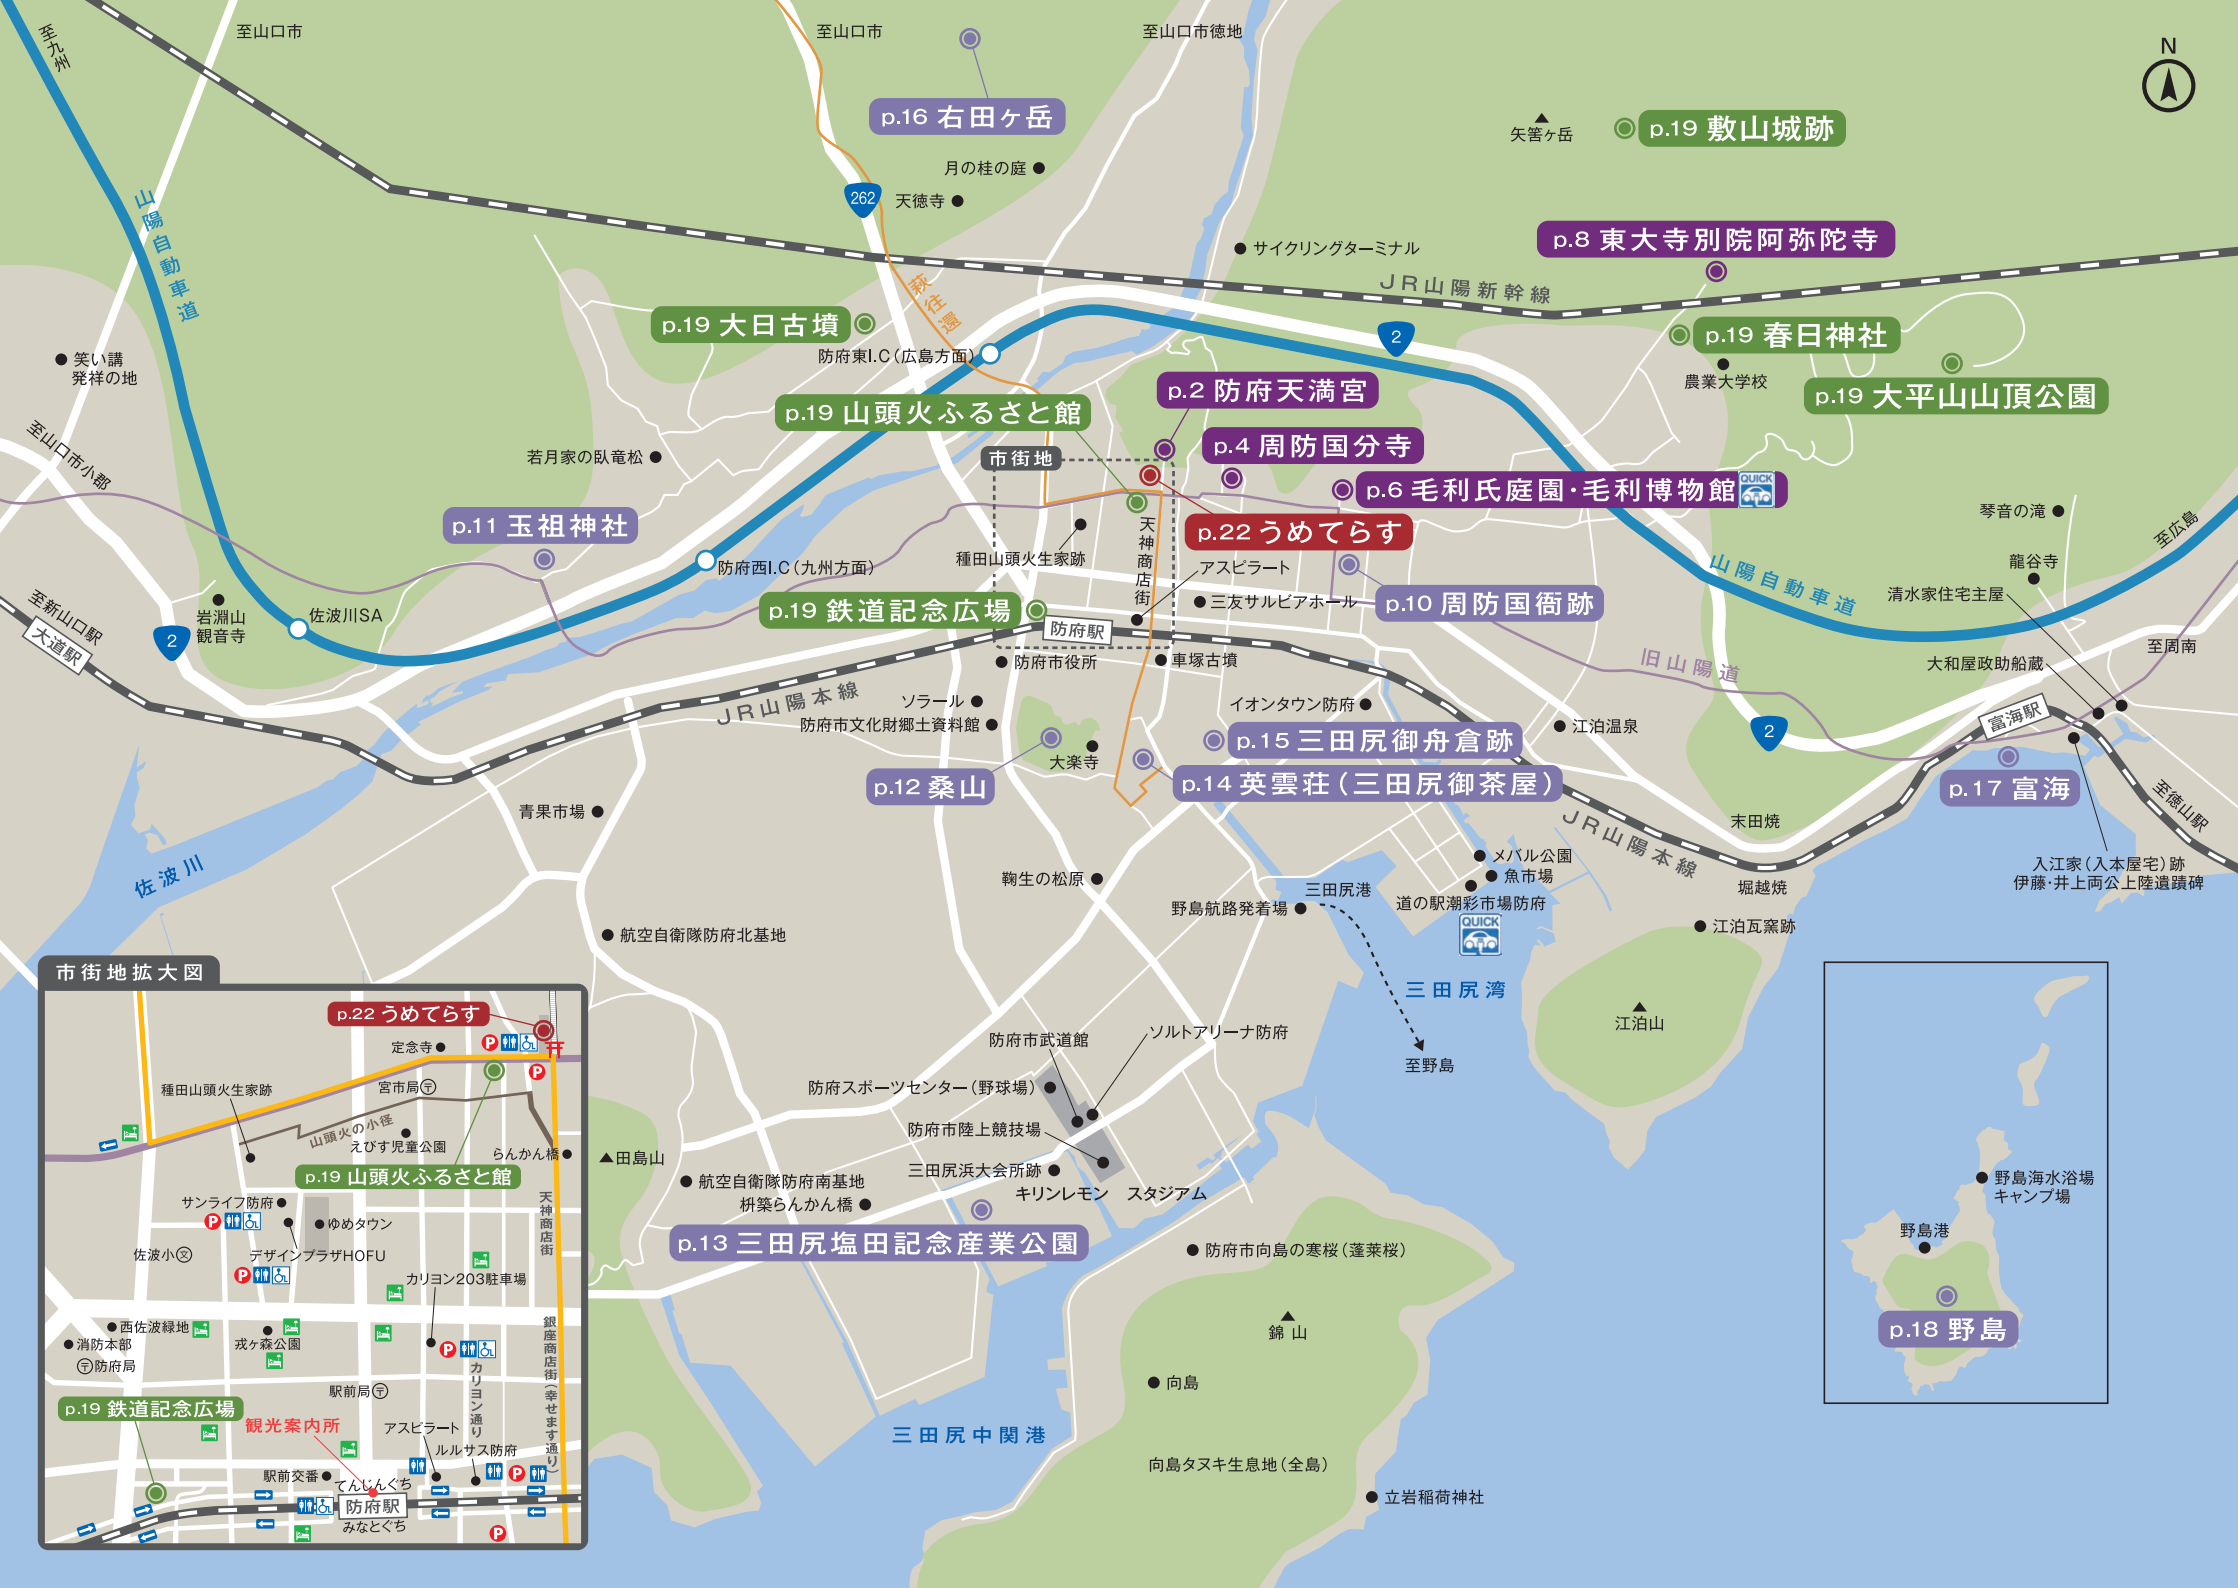 至九州
至山口市
至山口市
至山口市徳地
N
p.16 右田ヶ岳
矢筈ヶ岳
p.19 敷山城跡
月の桂の庭
262
天徳寺
山陽自動車道
サイクリングターミナル
p.8 東大寺別院阿弥陀寺
JR山陽新幹線
萩往還
p.19 大日古墳
防府東I.C（広島方面）
2
p.19 春日神社
農業大学校
p.19 大平山山頂公園
笑い講
発祥の地
p.2 防府天満宮
p.19 山頭火ふるさと館
p.4 周防国分寺
市街地
至山口市小郡
若月家の臥竜松
p.6 毛利氏庭園・毛利博物館
QUICK
p.11 玉祖神社
p.22 うめてらす
天神商店街
種田山頭火生家跡
琴音の滝
至広島
龍谷寺
山陽自動車道
防府西I.C（九州方面）
アスピラート
清水家住宅主屋
p.19 鉄道記念広場
三友サルビアホール
p.10 周防国衙跡
岩淵山
観音寺
佐波川SA
至新山口駅
大道駅
2
防府駅
防府市役所
車塚古墳
旧山陽道
至周南
大和屋政助船蔵
JR山陽本線
ソラール
防府市文化財郷土資料館
イオンタウン防府
江泊温泉
富海駅
2
p.15 三田尻御舟倉跡
大楽寺
p.12 桑山
p.14 英雲荘（三田尻御茶屋）
p.17 富海
至徳山駅
青果市場
JR山陽本線
末田焼
佐波川
メバル公園
魚市場
鞠生の松原
三田尻港
道の駅潮彩市場防府
QUICK
堀越焼
入江家（入本屋宅）跡
伊藤・井上両公上陸遺蹟碑
野島航路発着場
江泊瓦窯跡
航空自衛隊防府北基地
三田尻湾
江泊山
至野島
防府市武道館
ソルトアリーナ防府
防府スポーツセンター（野球場）
防府市陸上競技場
三田尻浜大会所跡
キリンレモン　スタジアム
田島山
航空自衛隊防府南基地
枡築らんかん橋
p.13 三田尻塩田記念産業公園
防府市向島の寒桜（蓬莱桜）
錦山
向島
三田尻中関港
向島タヌキ生息地（全島）
立岩稲荷神社
野島海水浴場
キャンプ場
野島港
p.18 野島
市街地拡大図
p.22 うめてらす
定念寺
P
P
種田山頭火生家跡
宮市局
山頭火の小径
えびす児童公園
らんかん橋
p.19 山頭火ふるさと館
天神商店街
サンライフ防府
P
ゆめタウン
佐波小
文
デザインプラザHOFU
P
カリヨン203駐車場
西佐波緑地
消防本部
防府局
戎ヶ森公園
P
カリヨン通り
銀座商店街（幸せます通り）
駅前局
p.19 鉄道記念広場
観光案内所
アスピラート
ルルサス防府
P
駅前交番
てんじんぐち
防府駅
みなとぐち
P